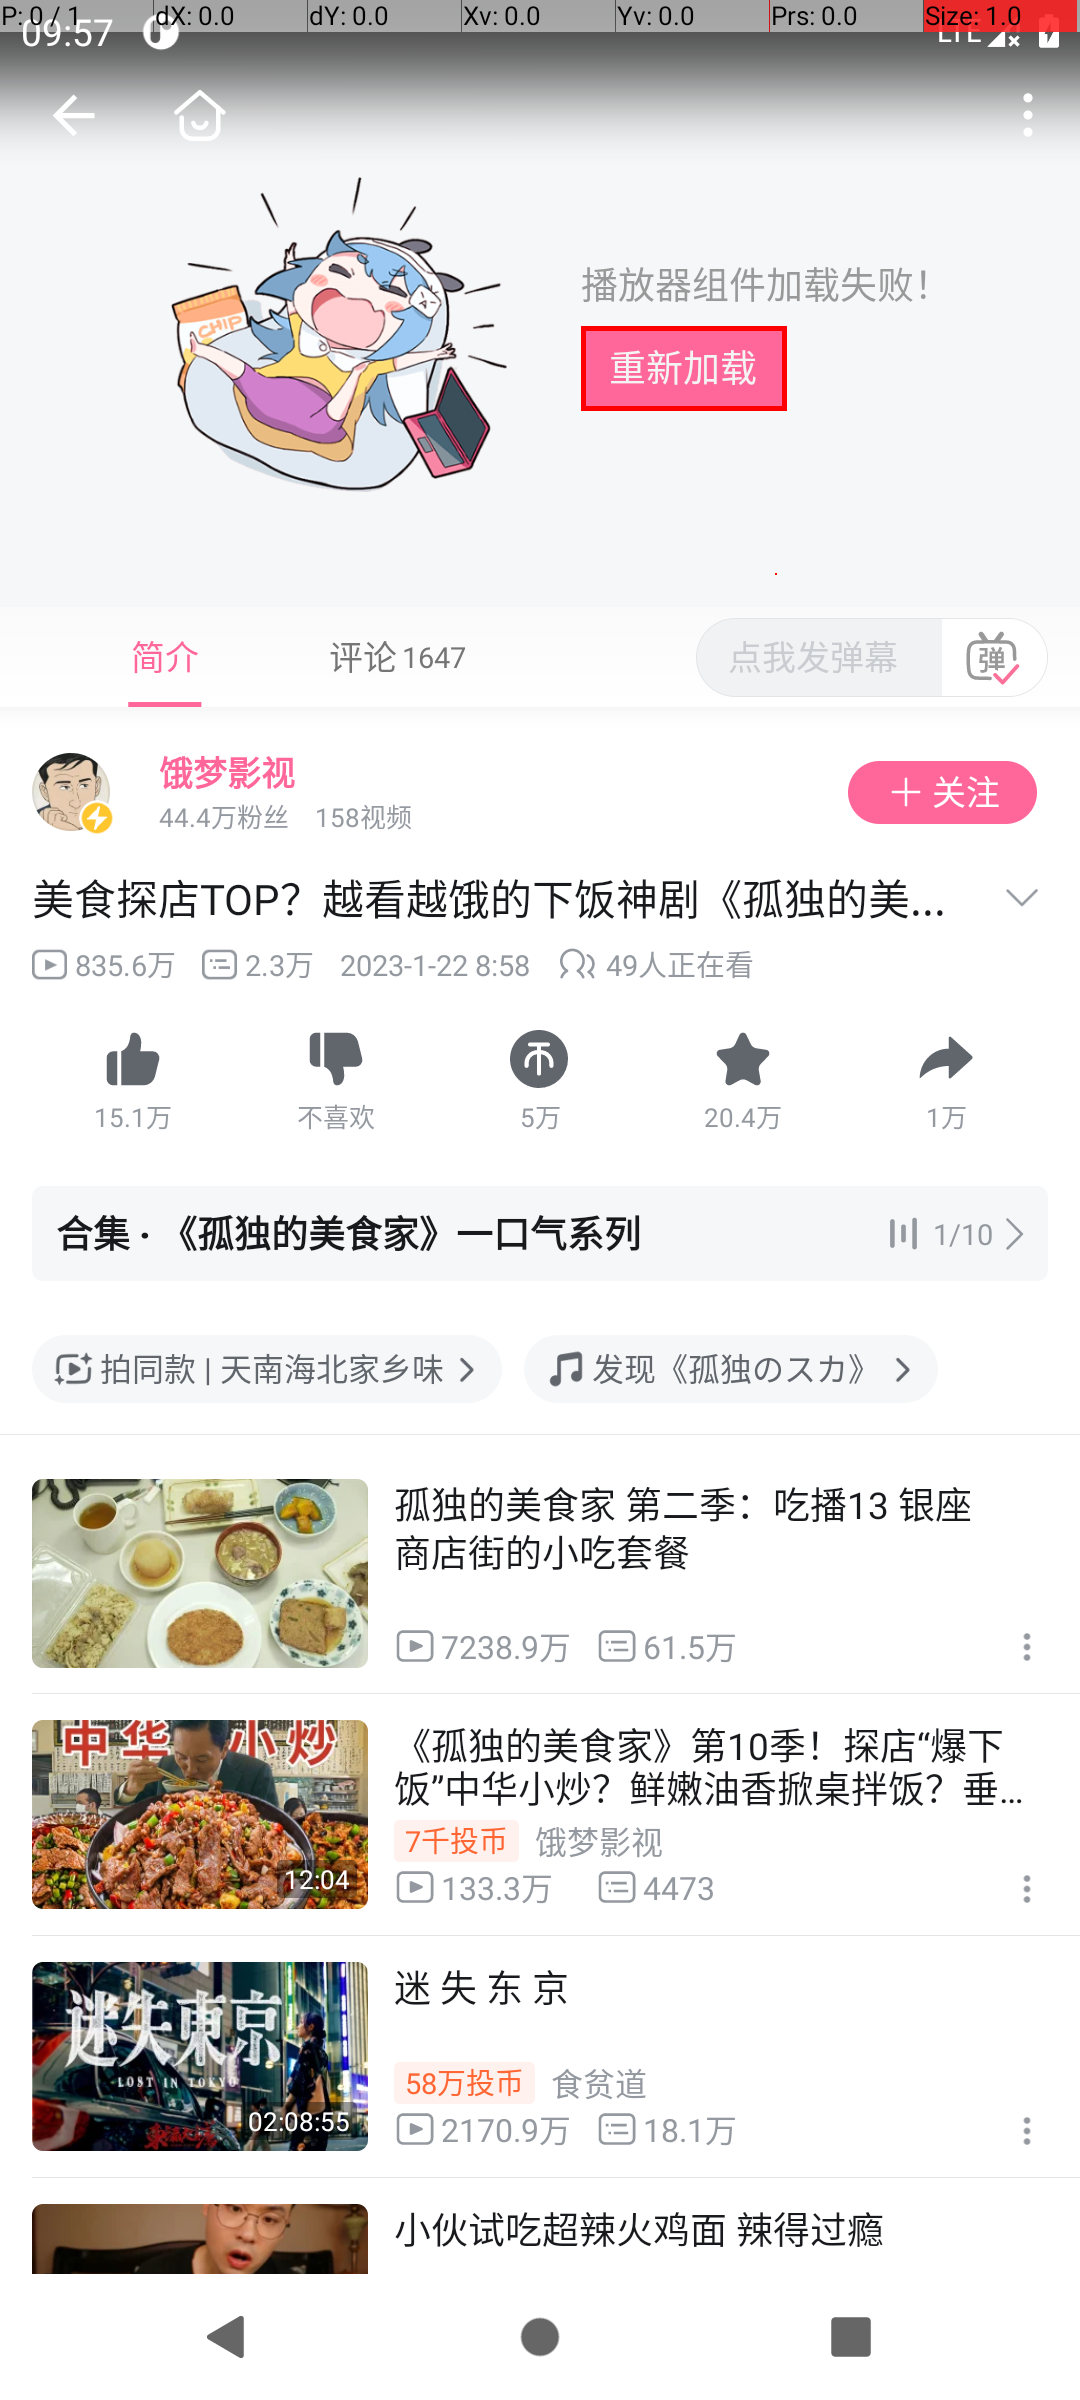 P: 0 / 1 dX: 0.0 dY: 0.0 Xv: 0.0 Yv: 0.0 Prs: 0.0 Size: 1.0
09:57 LTE
CHIP
播放器组件加载失败！
重新加载
简介 评论 1647 点我发弹幕 弹
饿梦影视
44.4万粉丝 158视频
关注
美食探店TOP？越看越饿的下饭神剧《孤独的美...
835.6万 2.3万 2023-1-22 8:58 49人正在看
15.1万 不喜欢 5万 20.4万 1万
合集 · 《孤独的美食家》一口气系列 1/10
拍同款 | 天南海北家乡味 发现《孤独のスカ》
孤独的美食家 第二季：吃播13 银座
商店街的小吃套餐
7238.9万 61.5万
中华小炒
12:04
《孤独的美食家》第10季！探店“爆下
饭”中华小炒？鲜嫩油香掀桌拌饭？垂...
7千投币 饿梦影视
133.3万 4473
迷失東京
LOST IN TOKYO
02:08:55
迷 失 东 京
58万投币 食贫道
2170.9万 18.1万
小伙试吃超辣火鸡面 辣得过瘾